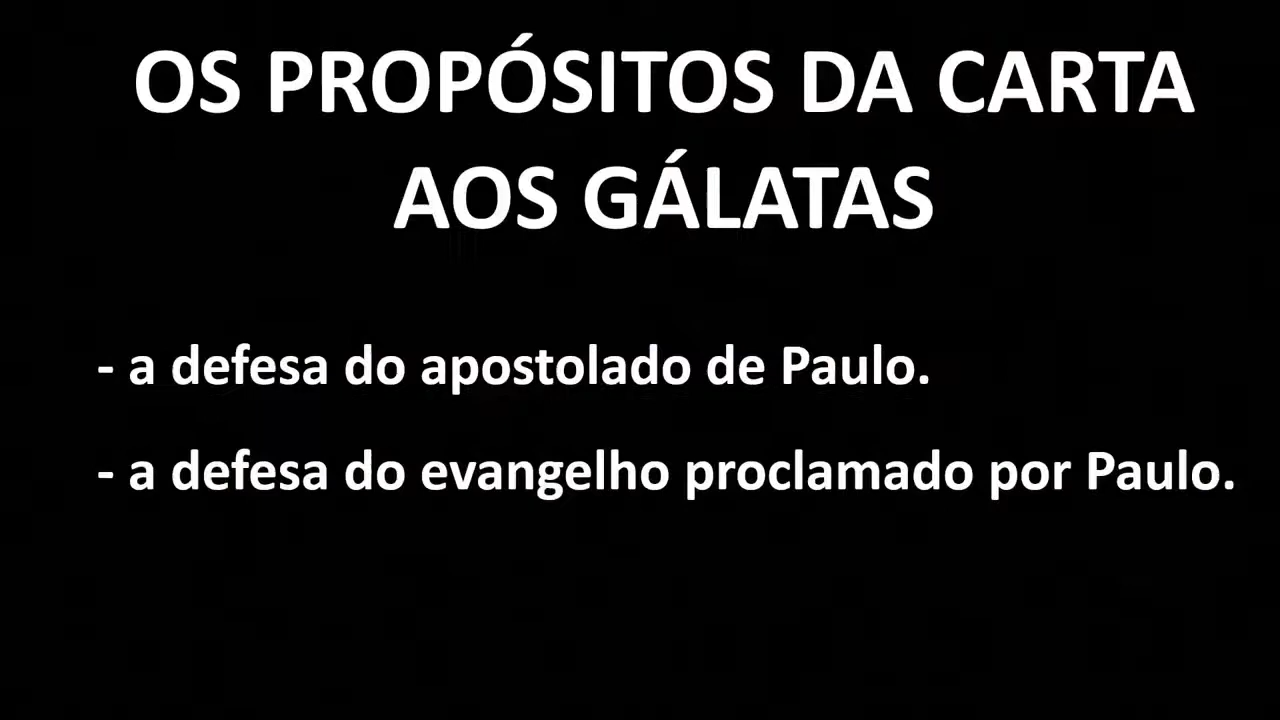 OS PROPÓSITOS DA CARTA
AOS GÁLATAS
- a defesa do apostolado de Paulo.
- a defesa do evangelho proclamado por Paulo.